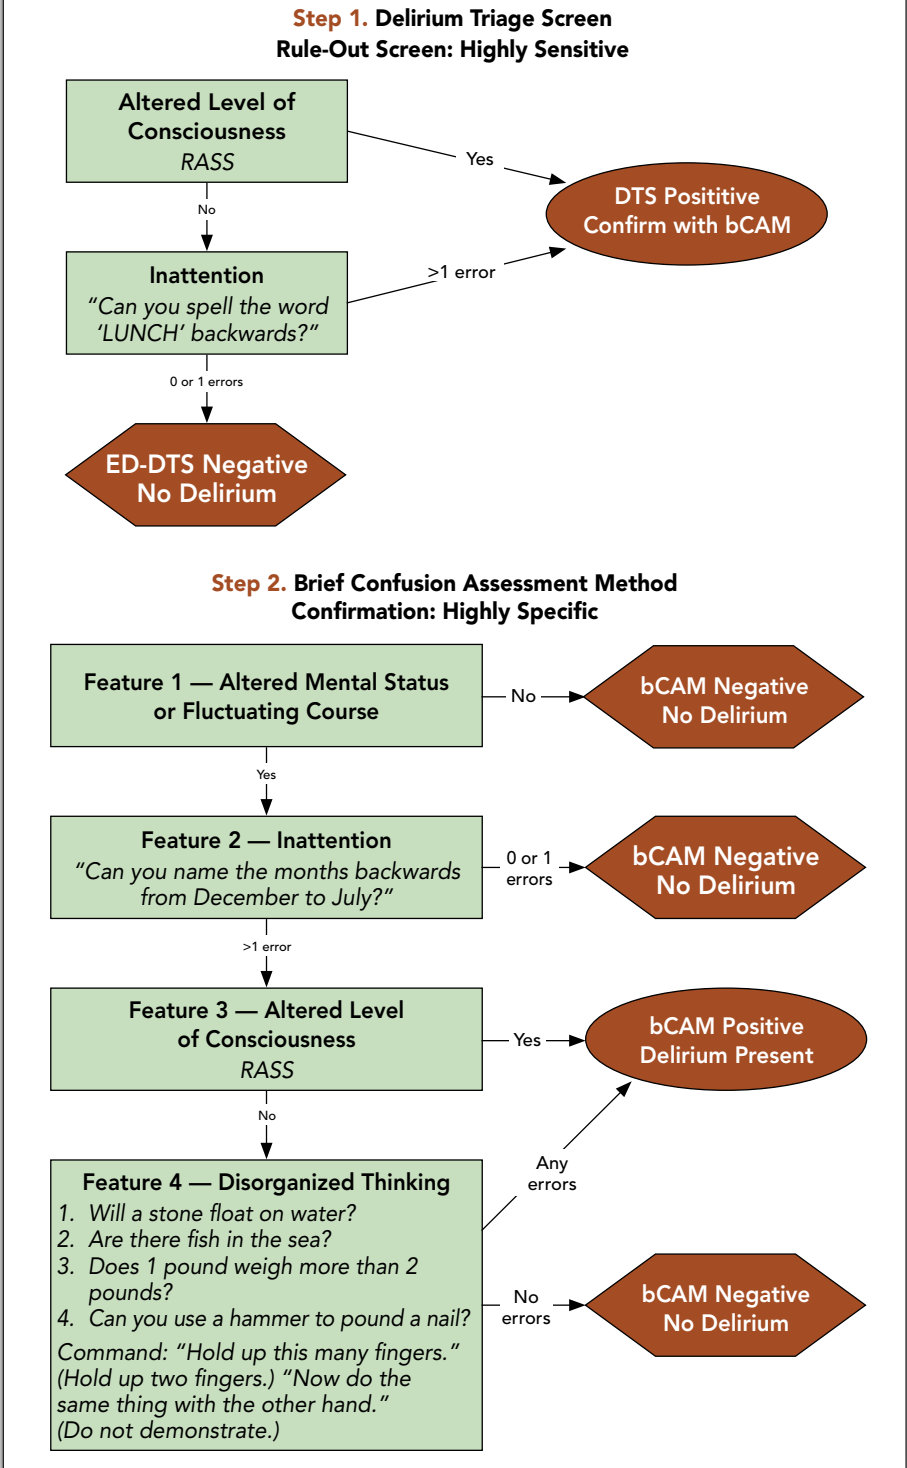 Step 1. Delirium Triage Screen
Rule-Out Screen: Highly Sensitive
Altered Level of
Consciousness
RASS
Yes
DTS Posititive
Confirm with bCAM
No
Inattention
“Can you spell the word
‘LUNCH’ backwards?”
>1 error
0 or 1 errors
ED-DTS Negative
No Delirium
Step 2. Brief Confusion Assessment Method
Confirmation: Highly Specific
Feature 1 — Altered Mental Status
or Fluctuating Course
No
bCAM Negative
No Delirium
Yes
Feature 2 — Inattention
“Can you name the months backwards
from December to July?”
0 or 1
errors
bCAM Negative
No Delirium
>1 error
Feature 3 — Altered Level
of Consciousness
RASS
Yes
bCAM Positive
Delirium Present
No
Feature 4 — Disorganized Thinking
1. Will a stone float on water?
2. Are there fish in the sea?
3. Does 1 pound weigh more than 2
pounds?
4. Can you use a hammer to pound a nail?
Command: “Hold up this many fingers.”
(Hold up two fingers.) “Now do the
same thing with the other hand.”
(Do not demonstrate.)
Any
errors
No
errors
bCAM Negative
No Delirium